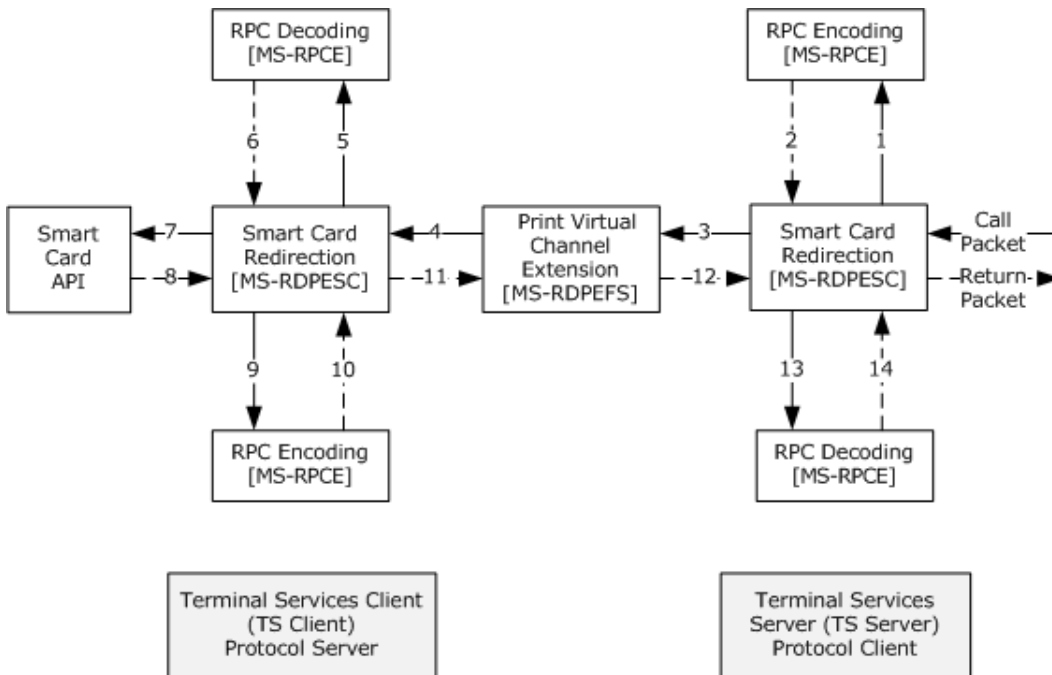 RPC Decoding
[MS-RPCE]
RPC Encoding
[MS-RPCE]
6
5
2
1
Smart
Card
API
7
8
Smart Card
Redirection
[MS-RDPESC]
4
11
Print Virtual
Channel
Extension
[MS-RDPEFS]
3
12
Smart Card
Redirection
[MS-RDPESC]
Call
Packet
Return
Packet
9
10
13
14
RPC Encoding
[MS-RPCE]
RPC Decoding
[MS-RPCE]
Terminal Services Client
(TS Client)
Protocol Server
Terminal Services
Server (TS Server)
Protocol Client